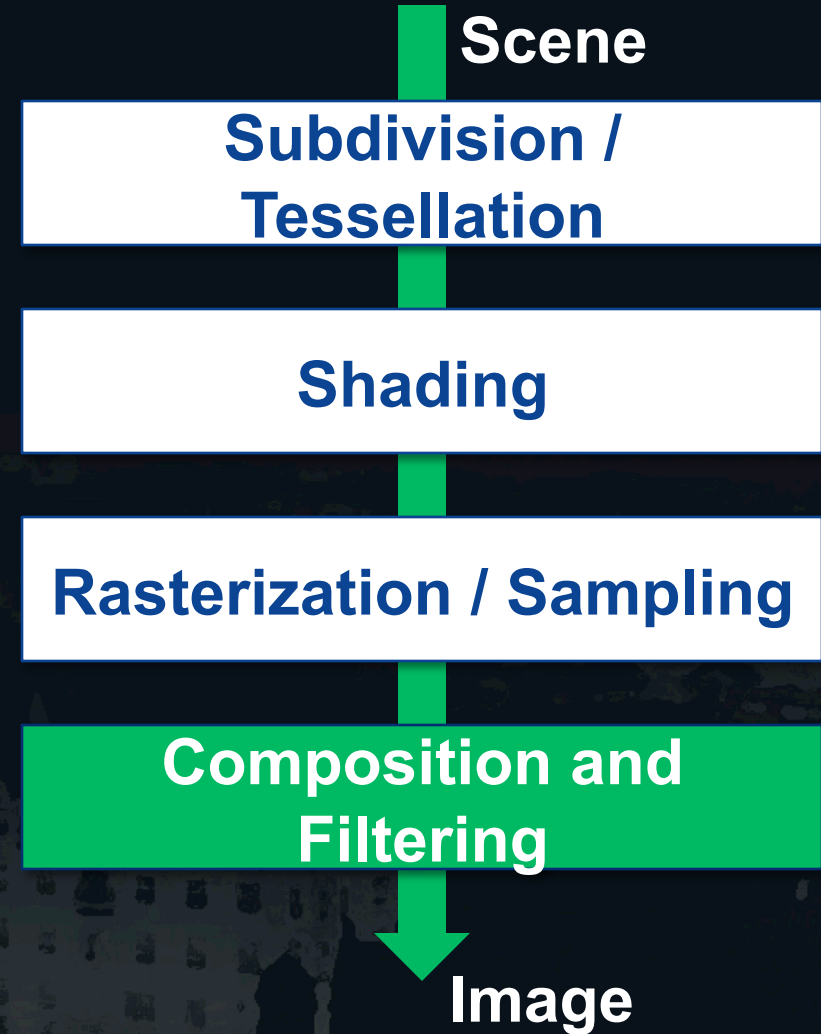 Scene
Subdivision /
Tessellation
Shading
Rasterization / Sampling
Composition and
Filtering
Image